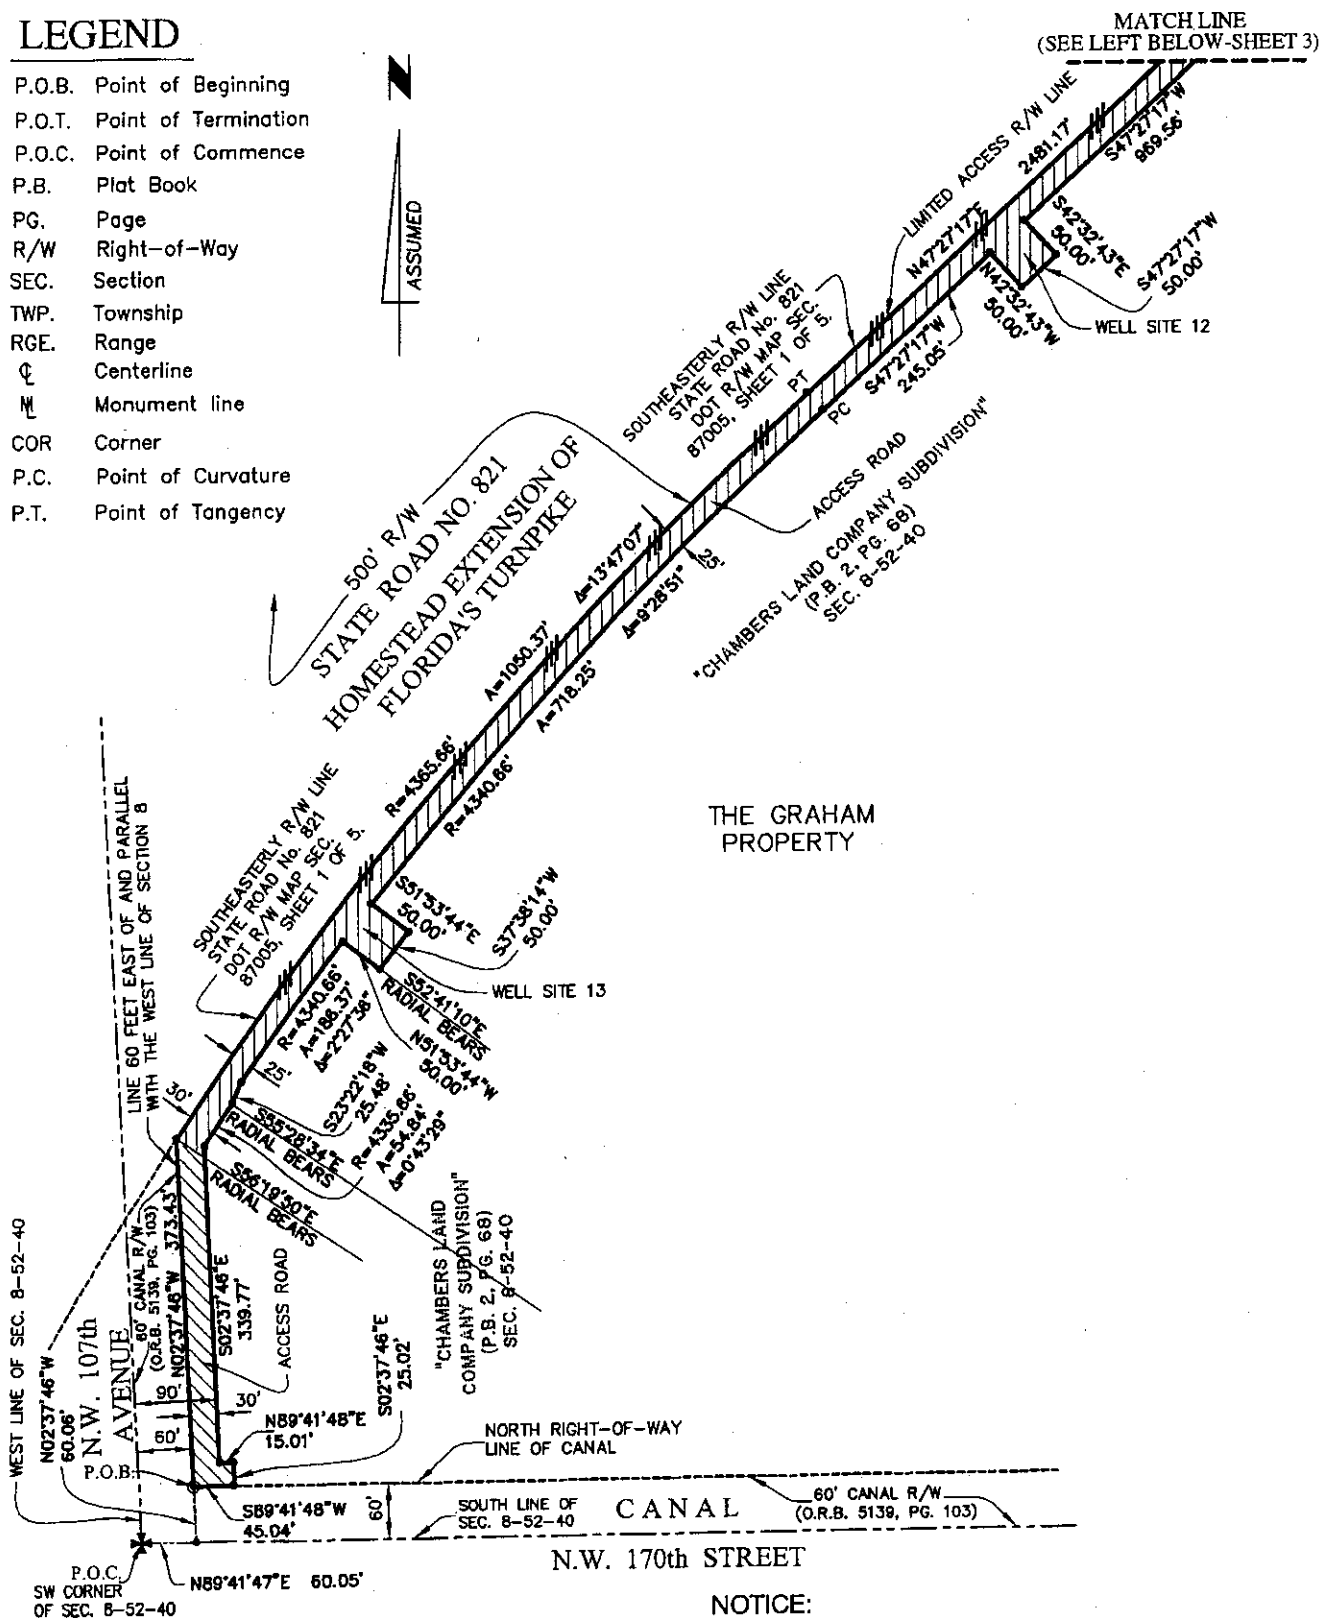 LEGEND
P.O.B. Point of Beginning
P.O.T. Point of Termination
P.O.C. Point of Commence
P.B. Plat Book
PG. Page
R/W Right-of-Way
SEC. Section
TWP. Township
RGE. Range
℄ Centerline
Monument line
COR Corner
P.C. Point of Curvature
P.T. Point of Tangency
N
ASSUMED
MATCH LINE
(SEE LEFT BELOW-SHEET 3)
LIMITED ACCESS R/W LINE
2481.17'
N47°27'17"E
S47°27'17"W
969.56'
S42°32'43"E
50.00'
S47°27'17"W
50.00'
N42°32'43"W
50.00'
WELL SITE 12
S47°27'17"W
245.05'
SOUTHEASTERLY R/W LINE
STATE ROAD No. 821
DOT R/W MAP SEC.
87005, SHEET 1 OF 5.
PT
PC
ACCESS ROAD
"CHAMBERS LAND COMPANY SUBDIVISION"
(P.B. 2, PG. 68)
SEC. 8-52-40
500' R/W
STATE ROAD NO. 821
HOMESTEAD EXTENSION OF
FLORIDA'S TURNPIKE
Δ=13°47'07"
A=1050.37'
R=4365.66'
25'
Δ=9°28'51"
A=718.25'
R=4340.66'
THE GRAHAM
PROPERTY
SOUTHEASTERLY R/W LINE
STATE ROAD No. 821
DOT R/W MAP SEC.
87005, SHEET 1 OF 5.
LINE 60 FEET EAST OF AND PARALLEL
WITH THE WEST LINE OF SECTION 8
S51°53'44"E
50.00'
S37°38'14"W
50.00'
WELL SITE 13
S52°41'10"E
RADIAL BEARS
N51°53'44"W
50.00'
R=4340.66'
A=186.37'
Δ=2°27'38"
25'
30'
S23°22'18"W
25.48'
R=4335.66'
A=54.84'
Δ=0°43'29"
S55°28'34"E
RADIAL BEARS
S56°19'50"E
RADIAL BEARS
"CHAMBERS LAND
COMPANY SUBDIVISION"
(P.B. 2, PG. 68)
SEC. 8-52-40
WEST LINE OF SEC. 8-52-40
N02°37'46"W
60.06'
N.W. 107th
AVENUE
60' CANAL R/W
(O.R.B. 5139, PG. 103)
N02°37'46"W 373.43'
S02°37'46"E
339.77'
ACCESS ROAD
S02°37'46"E
25.02'
90'
30'
60'
N89°41'48"E
15.01'
P.O.B.
S89°41'48"W
45.04'
60'
NORTH RIGHT-OF-WAY
LINE OF CANAL
SOUTH LINE OF
SEC. 8-52-40
CANAL
60' CANAL R/W
(O.R.B. 5139, PG. 103)
N.W. 170th STREET
P.O.C.
SW CORNER
OF SEC. 8-52-40
N89°41'47"E 60.05'
NOTICE: